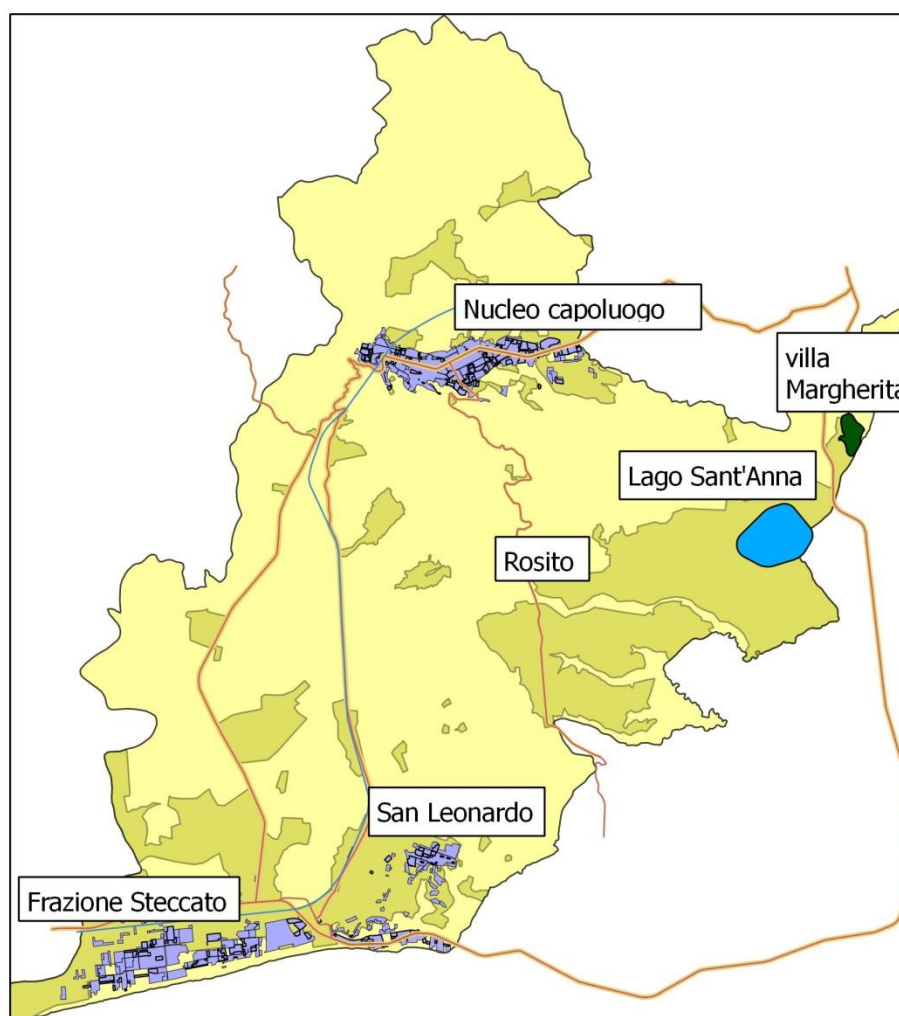 Nucleo capoluogo
villa
Margherita
Lago Sant'Anna
Rosito
San Leonardo
Frazione Steccato